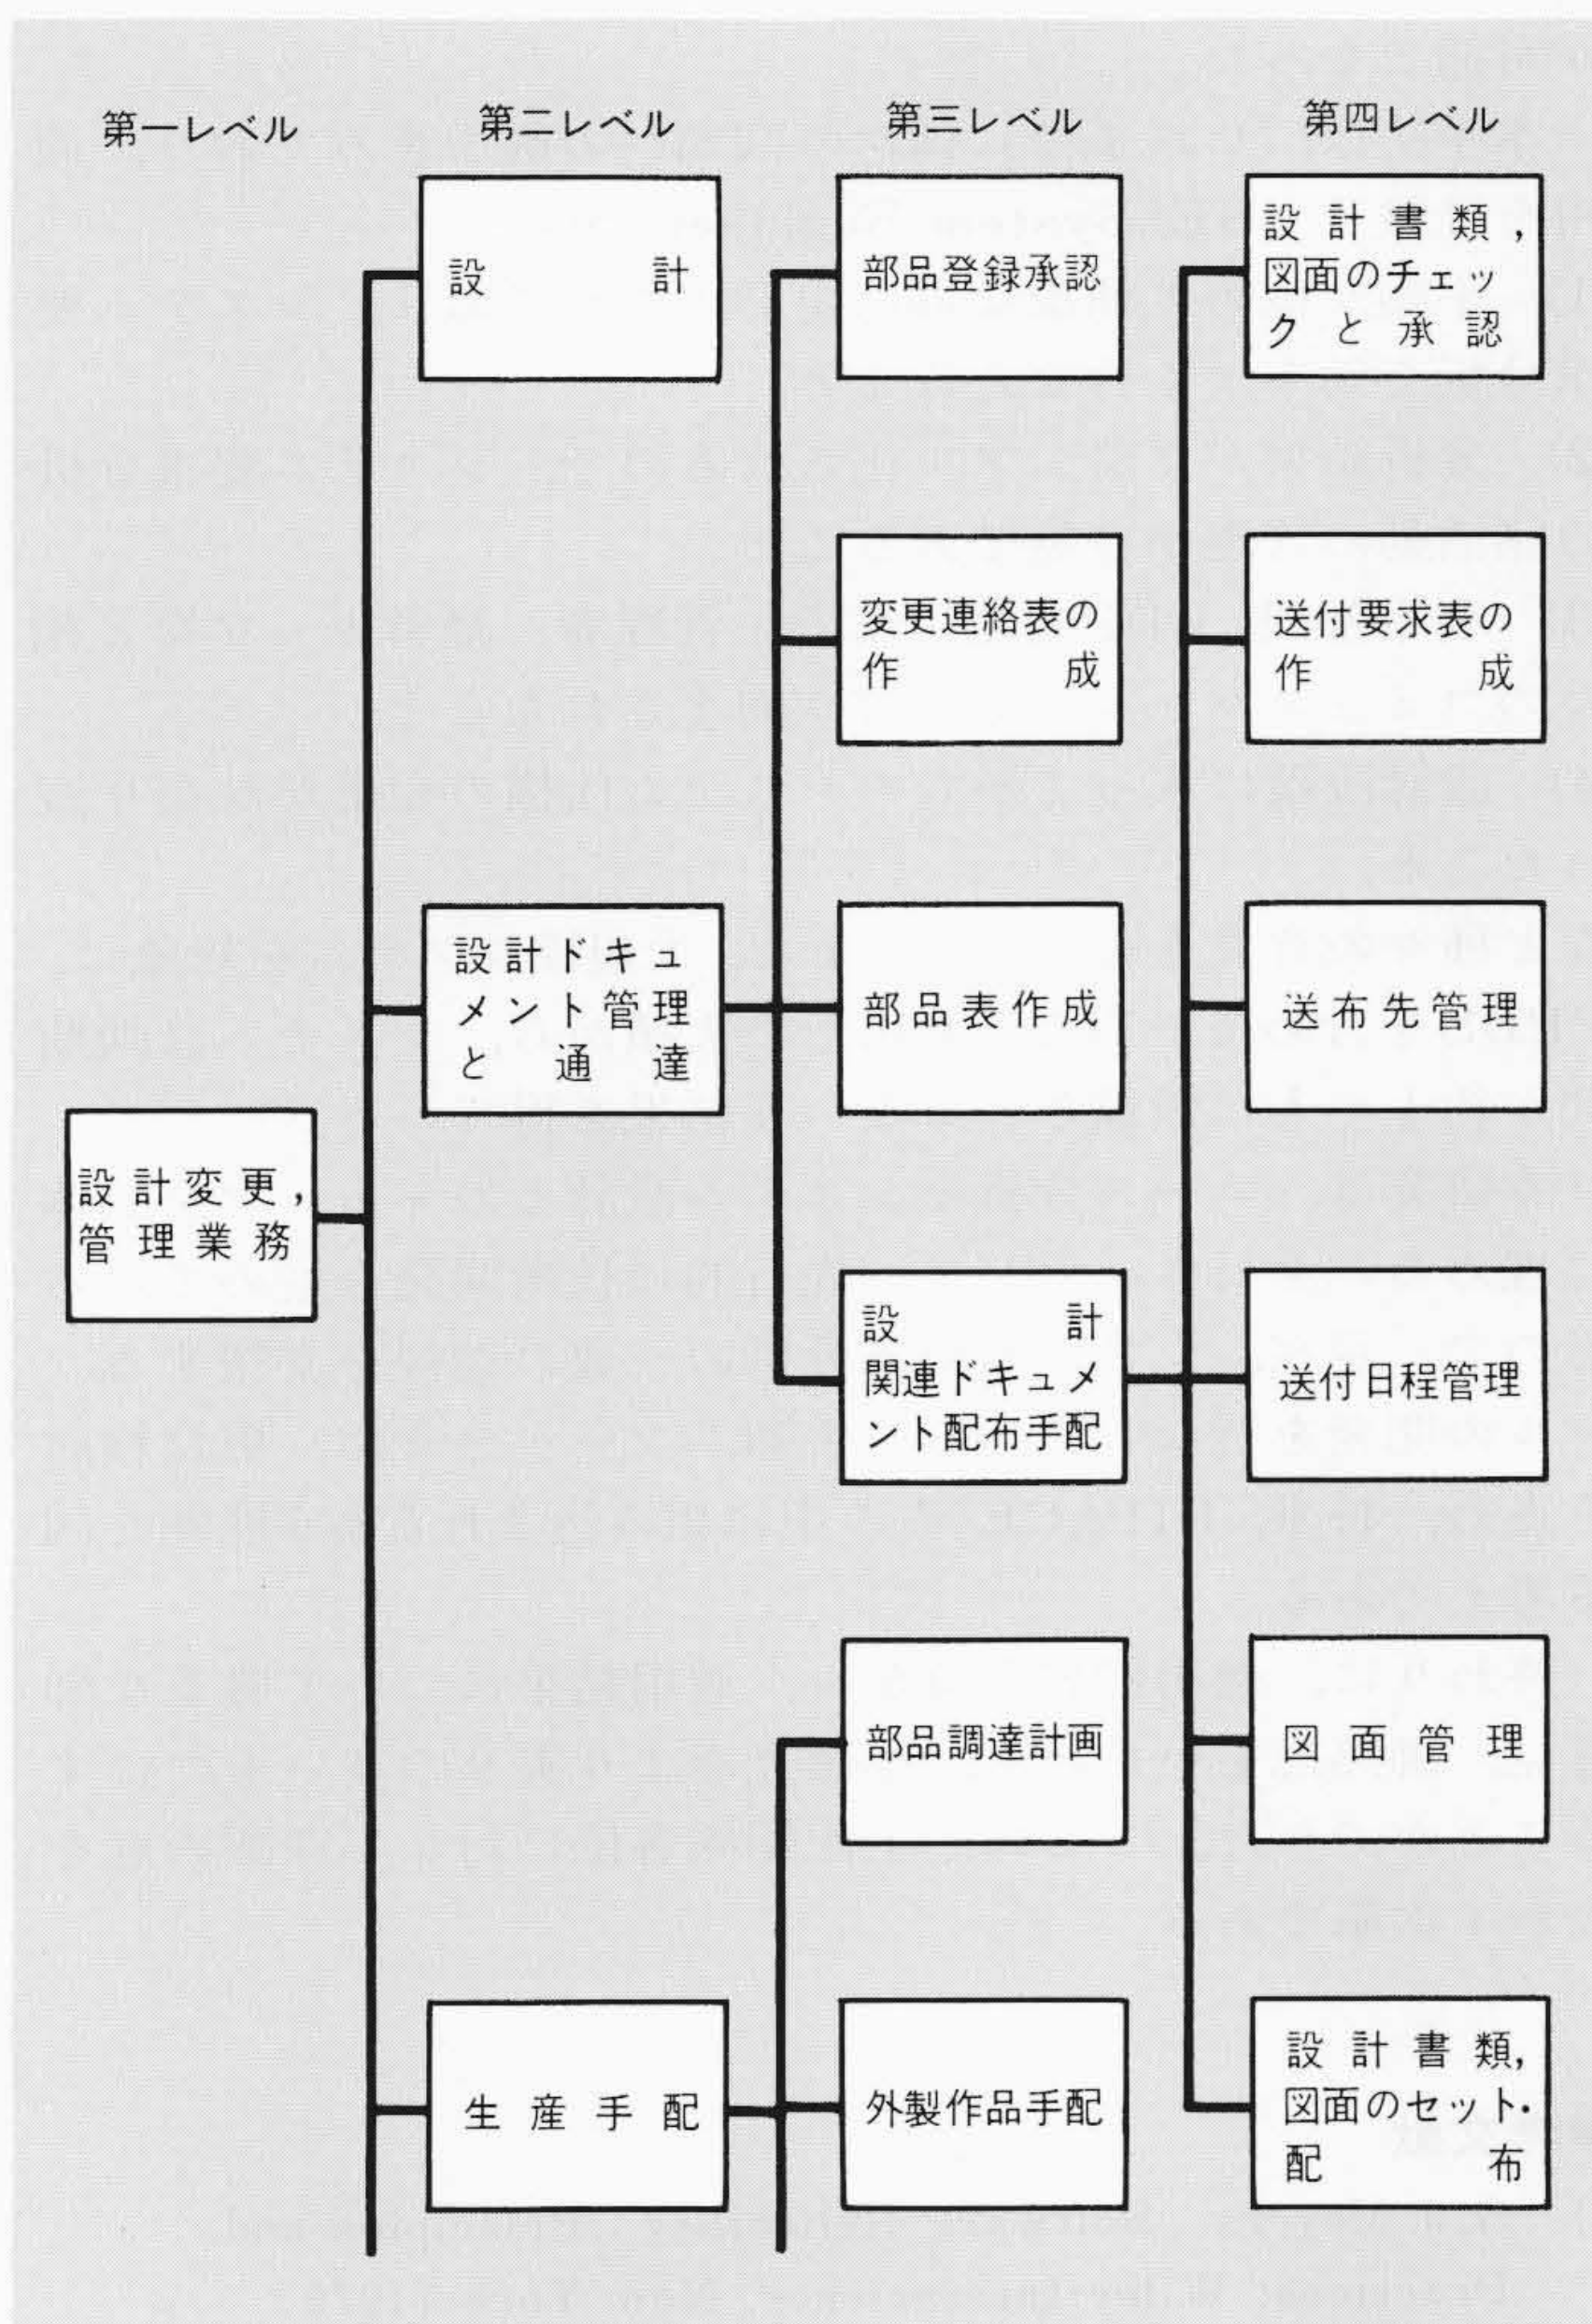 第一レベル
第二レベル
第三レベル
第四レベル
設計変更,
管理業務
設計
設計ドキュ
メント管理
と通達
生産手配
部品登録承認
変更連絡表の
作成
部品表作成
設計
関連ドキュメ
ント配布手配
部品調達計画
外製作品手配
設計書類,
図面のチェッ
クと承認
送付要求表の
作成
送布先管理
送付日程管理
図面管理
設計書類,
図面のセット・
配布